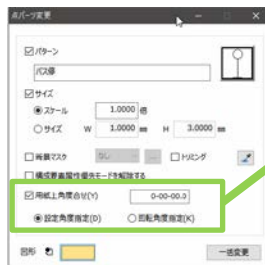 点パーツ変更
パターン
バス停
サイズ
スケール 1.0000 倍
サイズ W 1.0000 mm H 3.0000 mm
背景マスク なし ... トリミング
構成要素属性優先モードを解除する
用紙上角度合せ(Y) 0-00-00.0
設定角度指定(D) 回転角度指定(K)
図形 一括変更